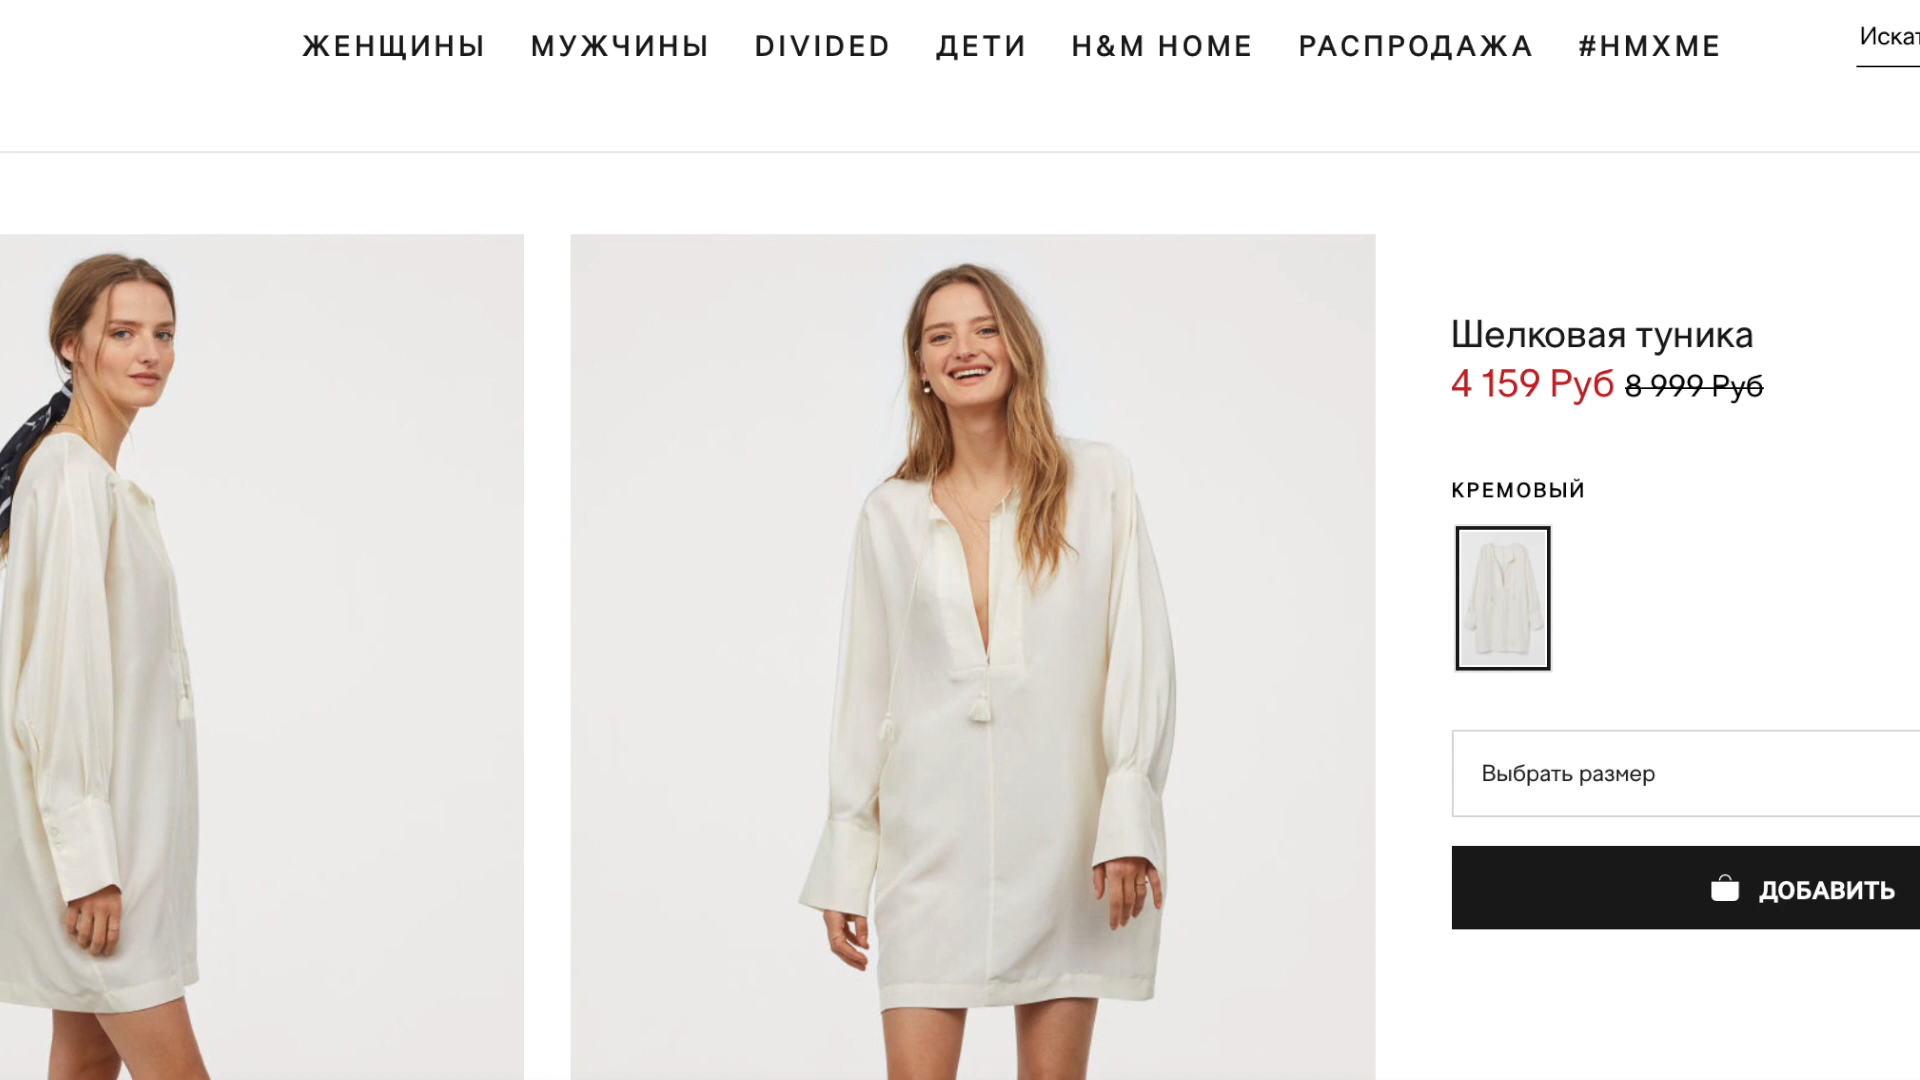 ЖЕНЩИНЫ МУЖЧИНЫ DIVIDED ДЕТИ H&M HOME РАСПРОДАЖА #HMXME
Шелковая туника
4 159 Руб 8 999 Руб
КРЕМОВЫЙ
Выбрать размер
ДОБАВИТЬ